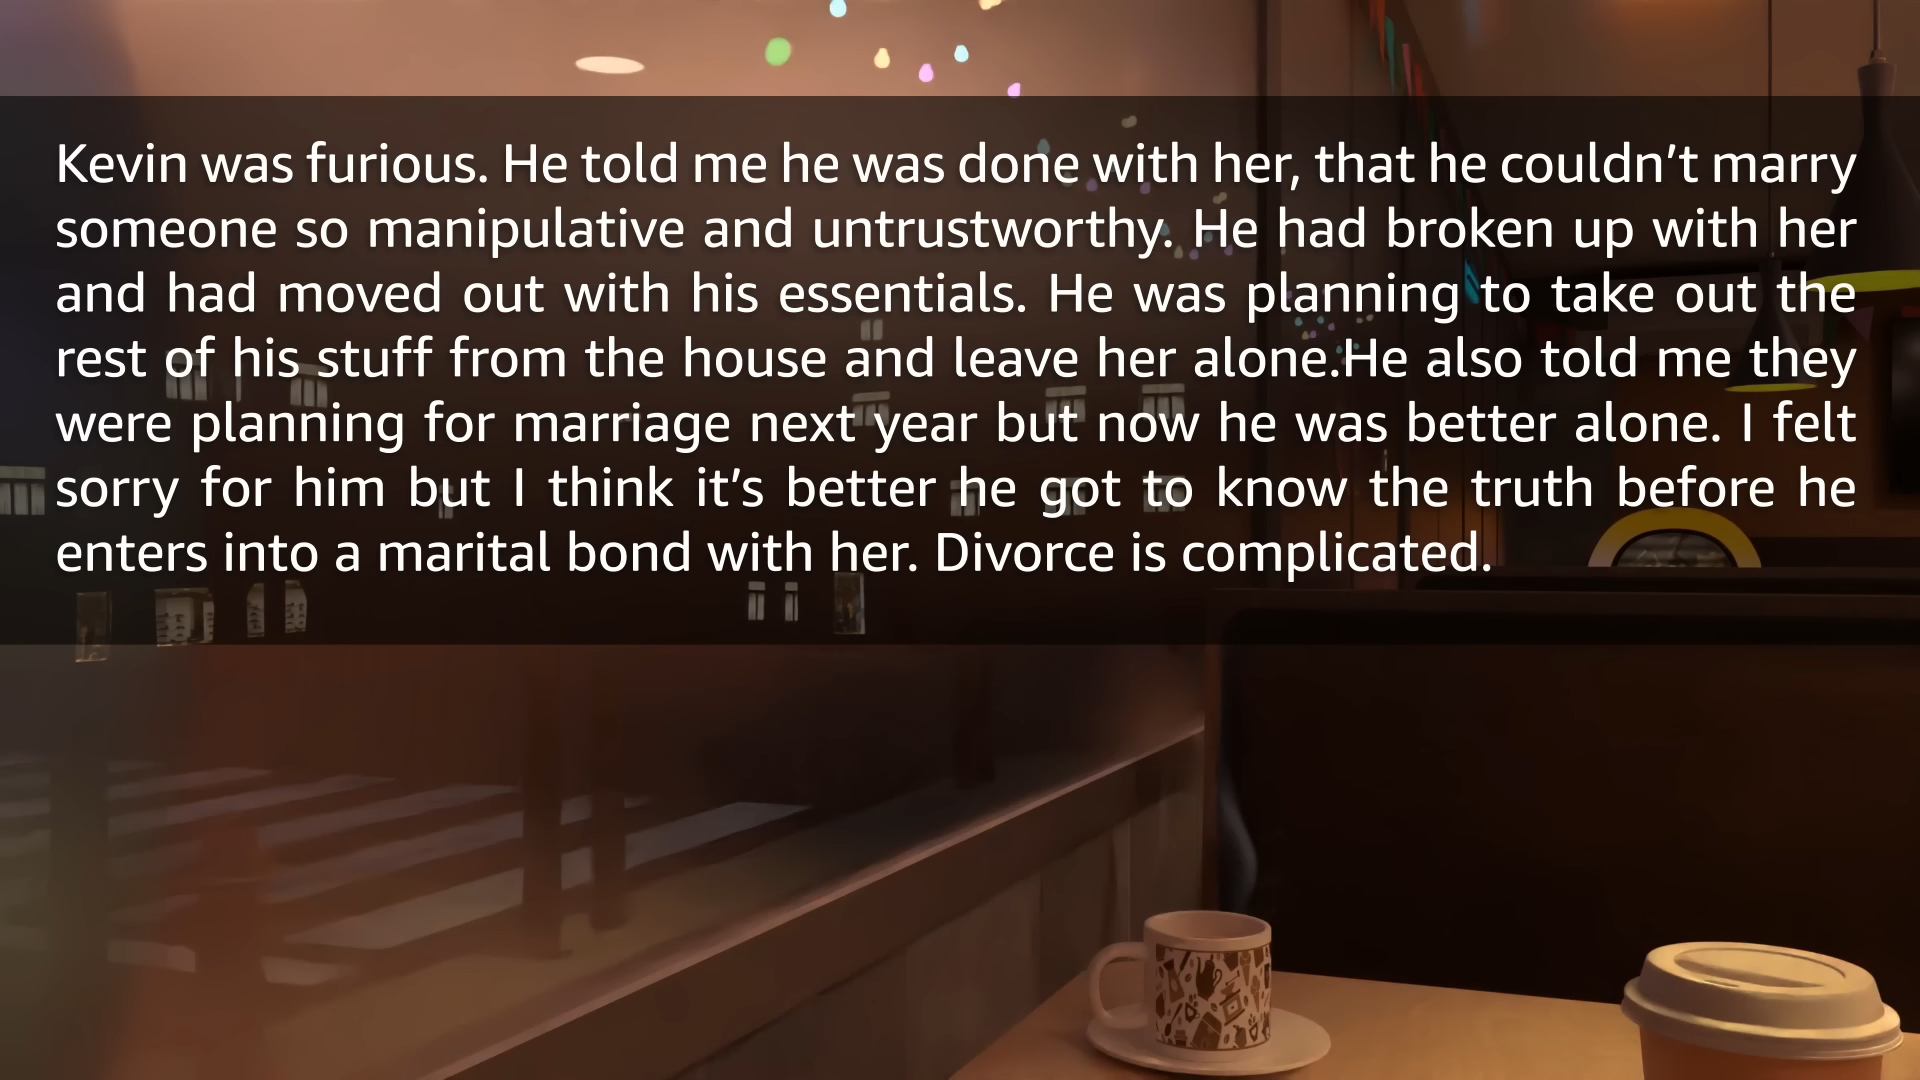 Kevin was furious. He told me he was done with her, that he couldn’t marry
someone so manipulative and untrustworthy. He had broken up with her
and had moved out with his essentials. He was planning to take out the
rest of his stuff from the house and leave her alone.He also told me they
were planning for marriage next year but now he was better alone. I felt
sorry for him but I think it’s better he got to know the truth before he
enters into a marital bond with her. Divorce is complicated.